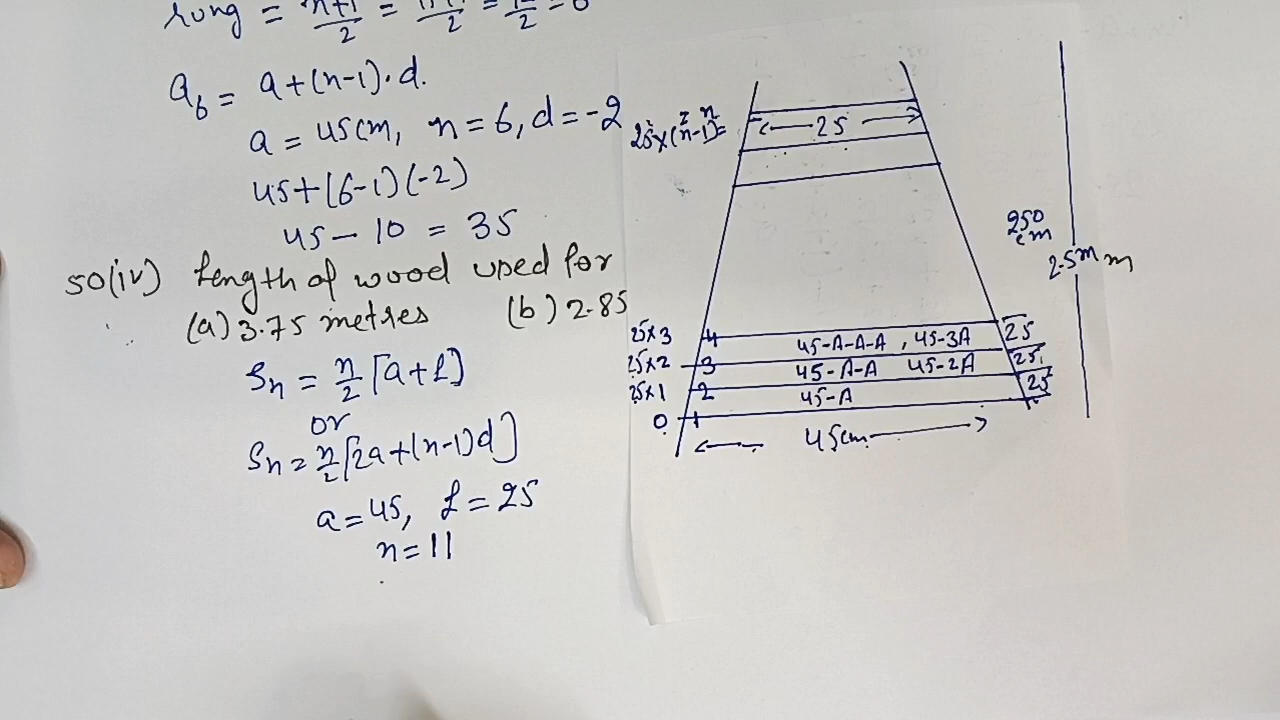 rung = n+1/2 = 11+1/2 = 12/2 = 6
a₆ = a+(n-1)·d.
a = 45cm, n=6, d=-2
45+(6-1)(-2)
45 - 10 = 35
50(iv) Length of wood used for
(a) 3.75 metres (b) 2.85
Sn = n/2 [a+l]
or
Sn = n/2 [2a+(n-1)d]
a=45, l=25
n=11
25×(n-1)=
2 n
25
250
cm
2.5m m
25×3 4 45-A-A-A , 45-3A 25
25×2 3 45-A-A 45-2A 25
25×1 2 45-A 25
0 1
45cm